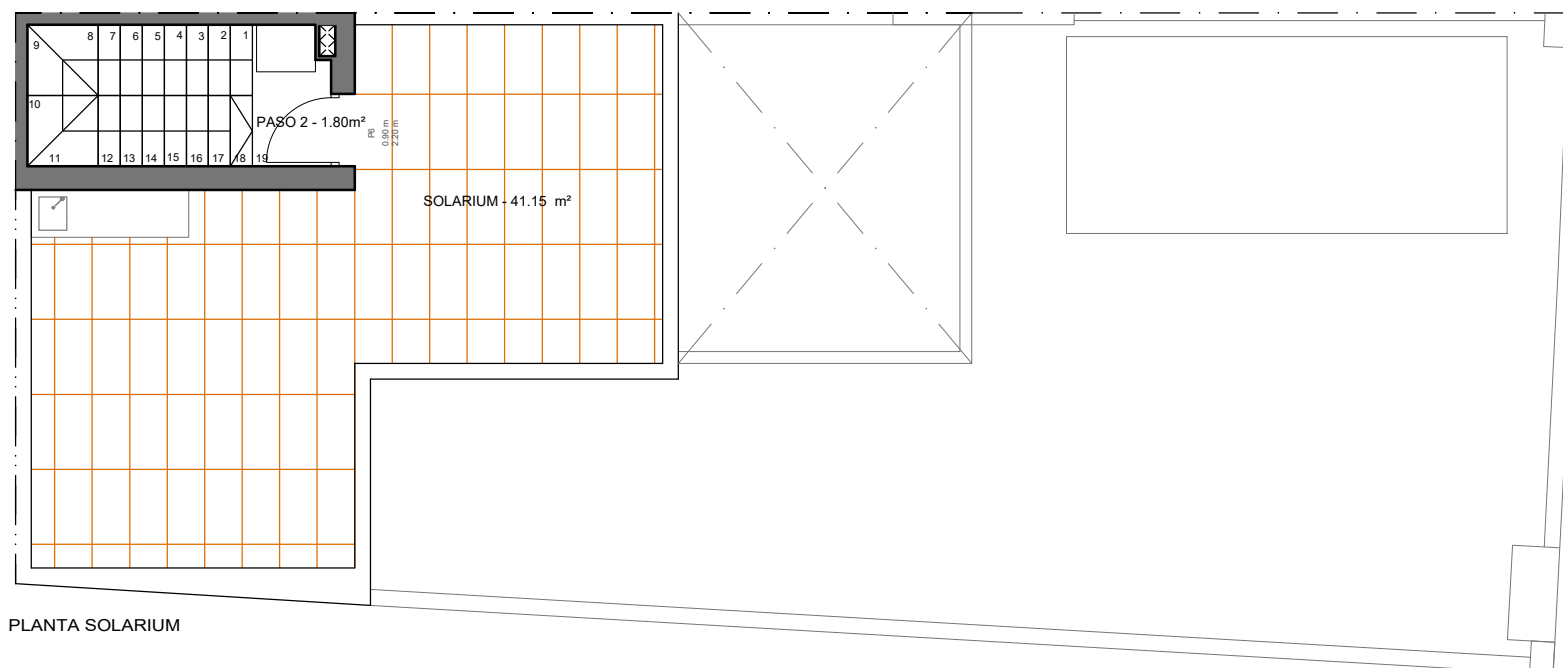 9 8 7 6 5 4 3 2 1
10
PASO 2 - 1.80m²
P6
0.90 m
2.20 m
11 12 13 14 15 16 17 18 19
SOLARIUM - 41.15 m²
PLANTA SOLARIUM